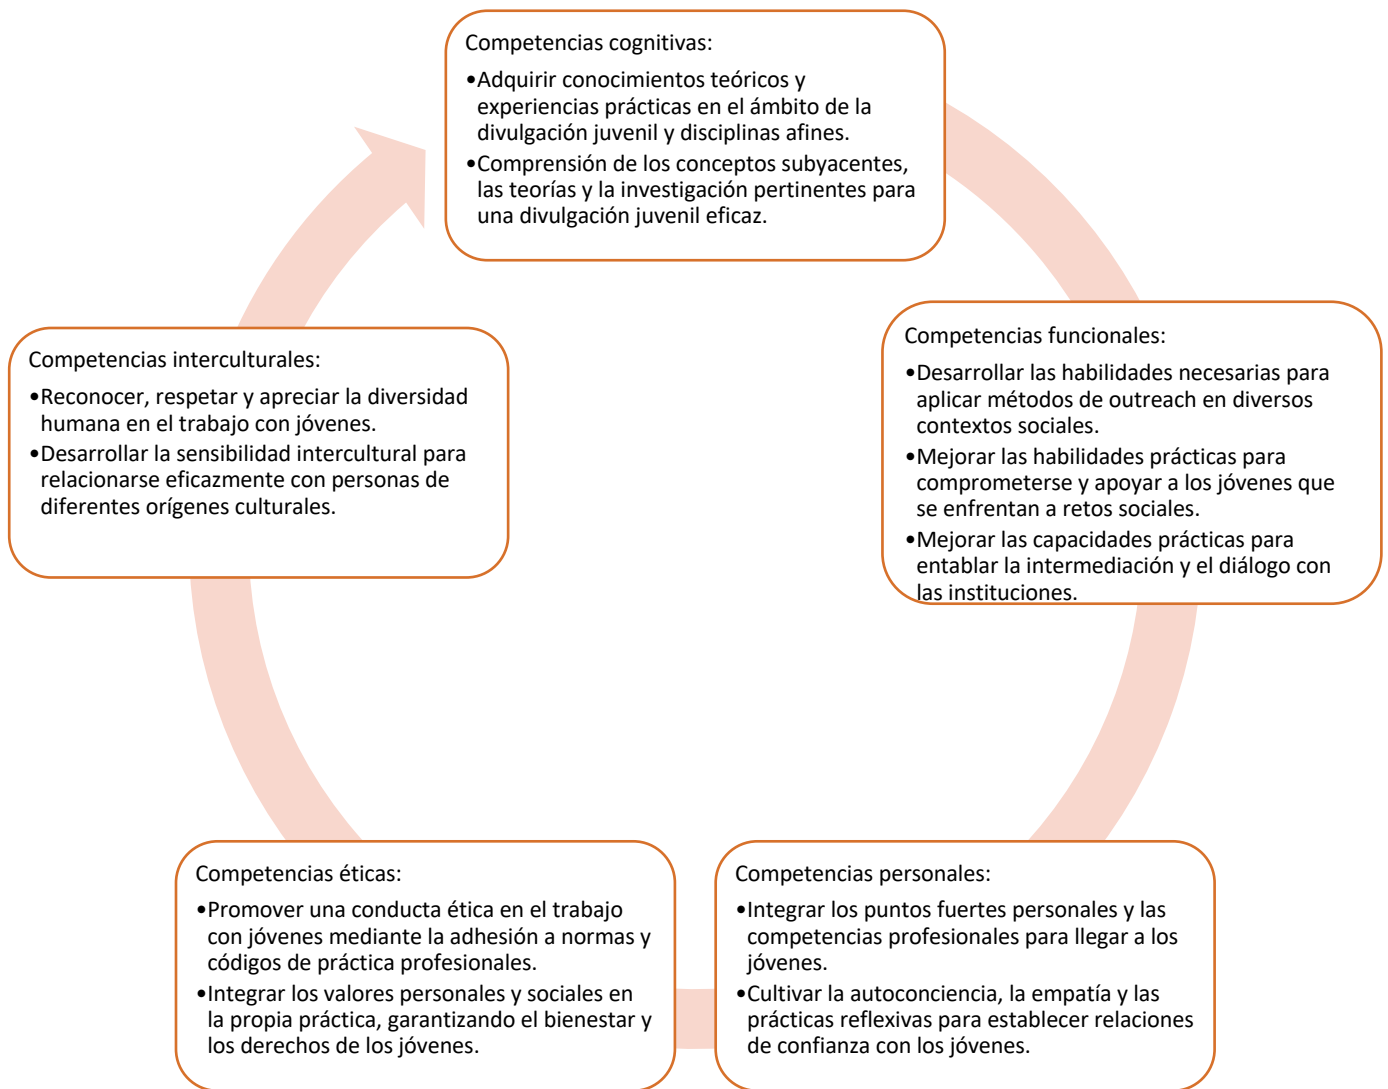 Competencias cognitivas:
•Adquirir conocimientos teóricos y
experiencias prácticas en el ámbito de la
divulgación juvenil y disciplinas afines.
•Comprensión de los conceptos subyacentes,
las teorías y la investigación pertinentes para
una divulgación juvenil eficaz.
Competencias funcionales:
•Desarrollar las habilidades necesarias para
aplicar métodos de outreach en diversos
contextos sociales.
•Mejorar las habilidades prácticas para
comprometerse y apoyar a los jóvenes que
se enfrentan a retos sociales.
•Mejorar las capacidades prácticas para
entablar la intermediación y el diálogo con
las instituciones.
Competencias personales:
•Integrar los puntos fuertes personales y las
competencias profesionales para llegar a los
jóvenes.
•Cultivar la autoconciencia, la empatía y las
prácticas reflexivas para establecer relaciones
de confianza con los jóvenes.
Competencias éticas:
•Promover una conducta ética en el trabajo
con jóvenes mediante la adhesión a normas y
códigos de práctica profesionales.
•Integrar los valores personales y sociales en
la propia práctica, garantizando el bienestar y
los derechos de los jóvenes.
Competencias interculturales:
•Reconocer, respetar y apreciar la diversidad
humana en el trabajo con jóvenes.
•Desarrollar la sensibilidad intercultural para
relacionarse eficazmente con personas de
diferentes orígenes culturales.